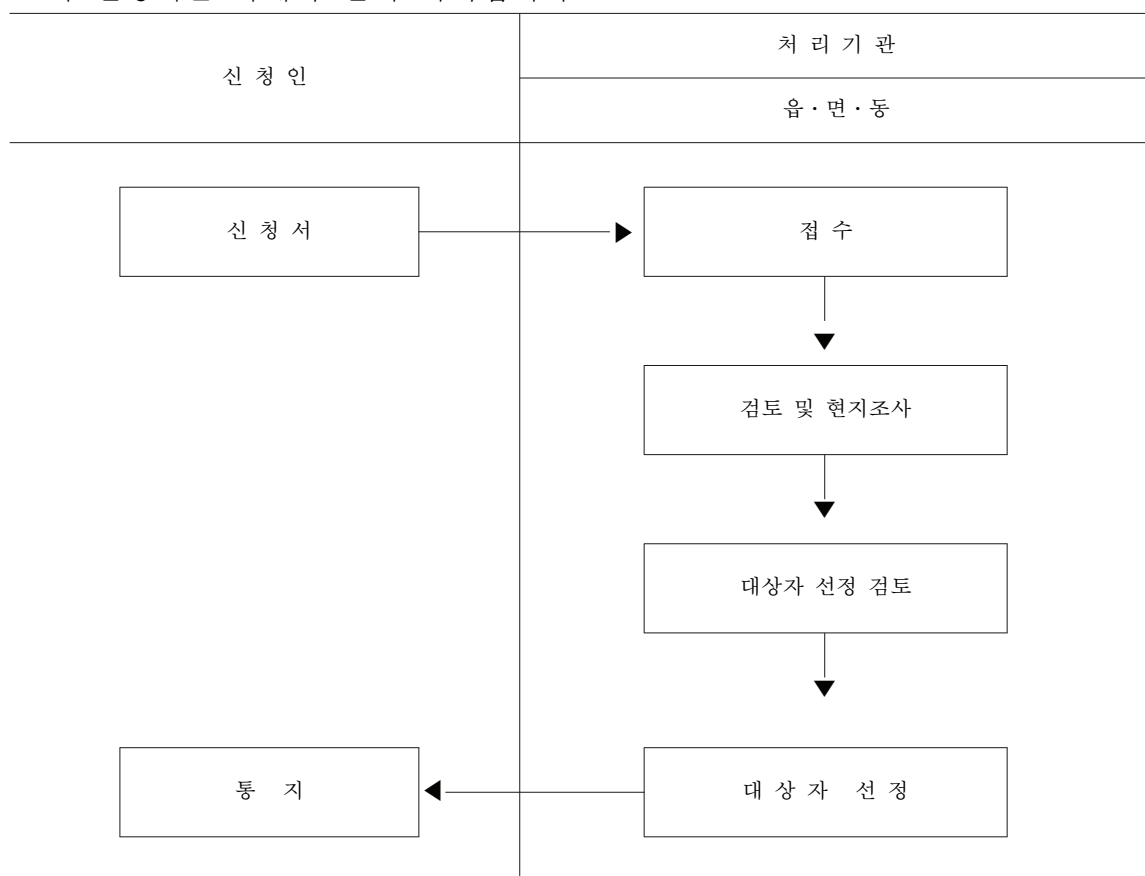 처 리 기 관
신 청 인
읍·면·동
신 청 서
접 수
검토 및 현지조사
대상자 선정 검토
통 지
대 상 자 선 정